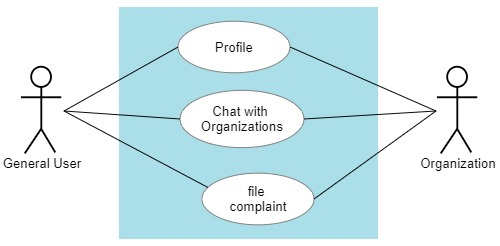 Profile
Chat with
Organizations
General User
Organization
file
complaint